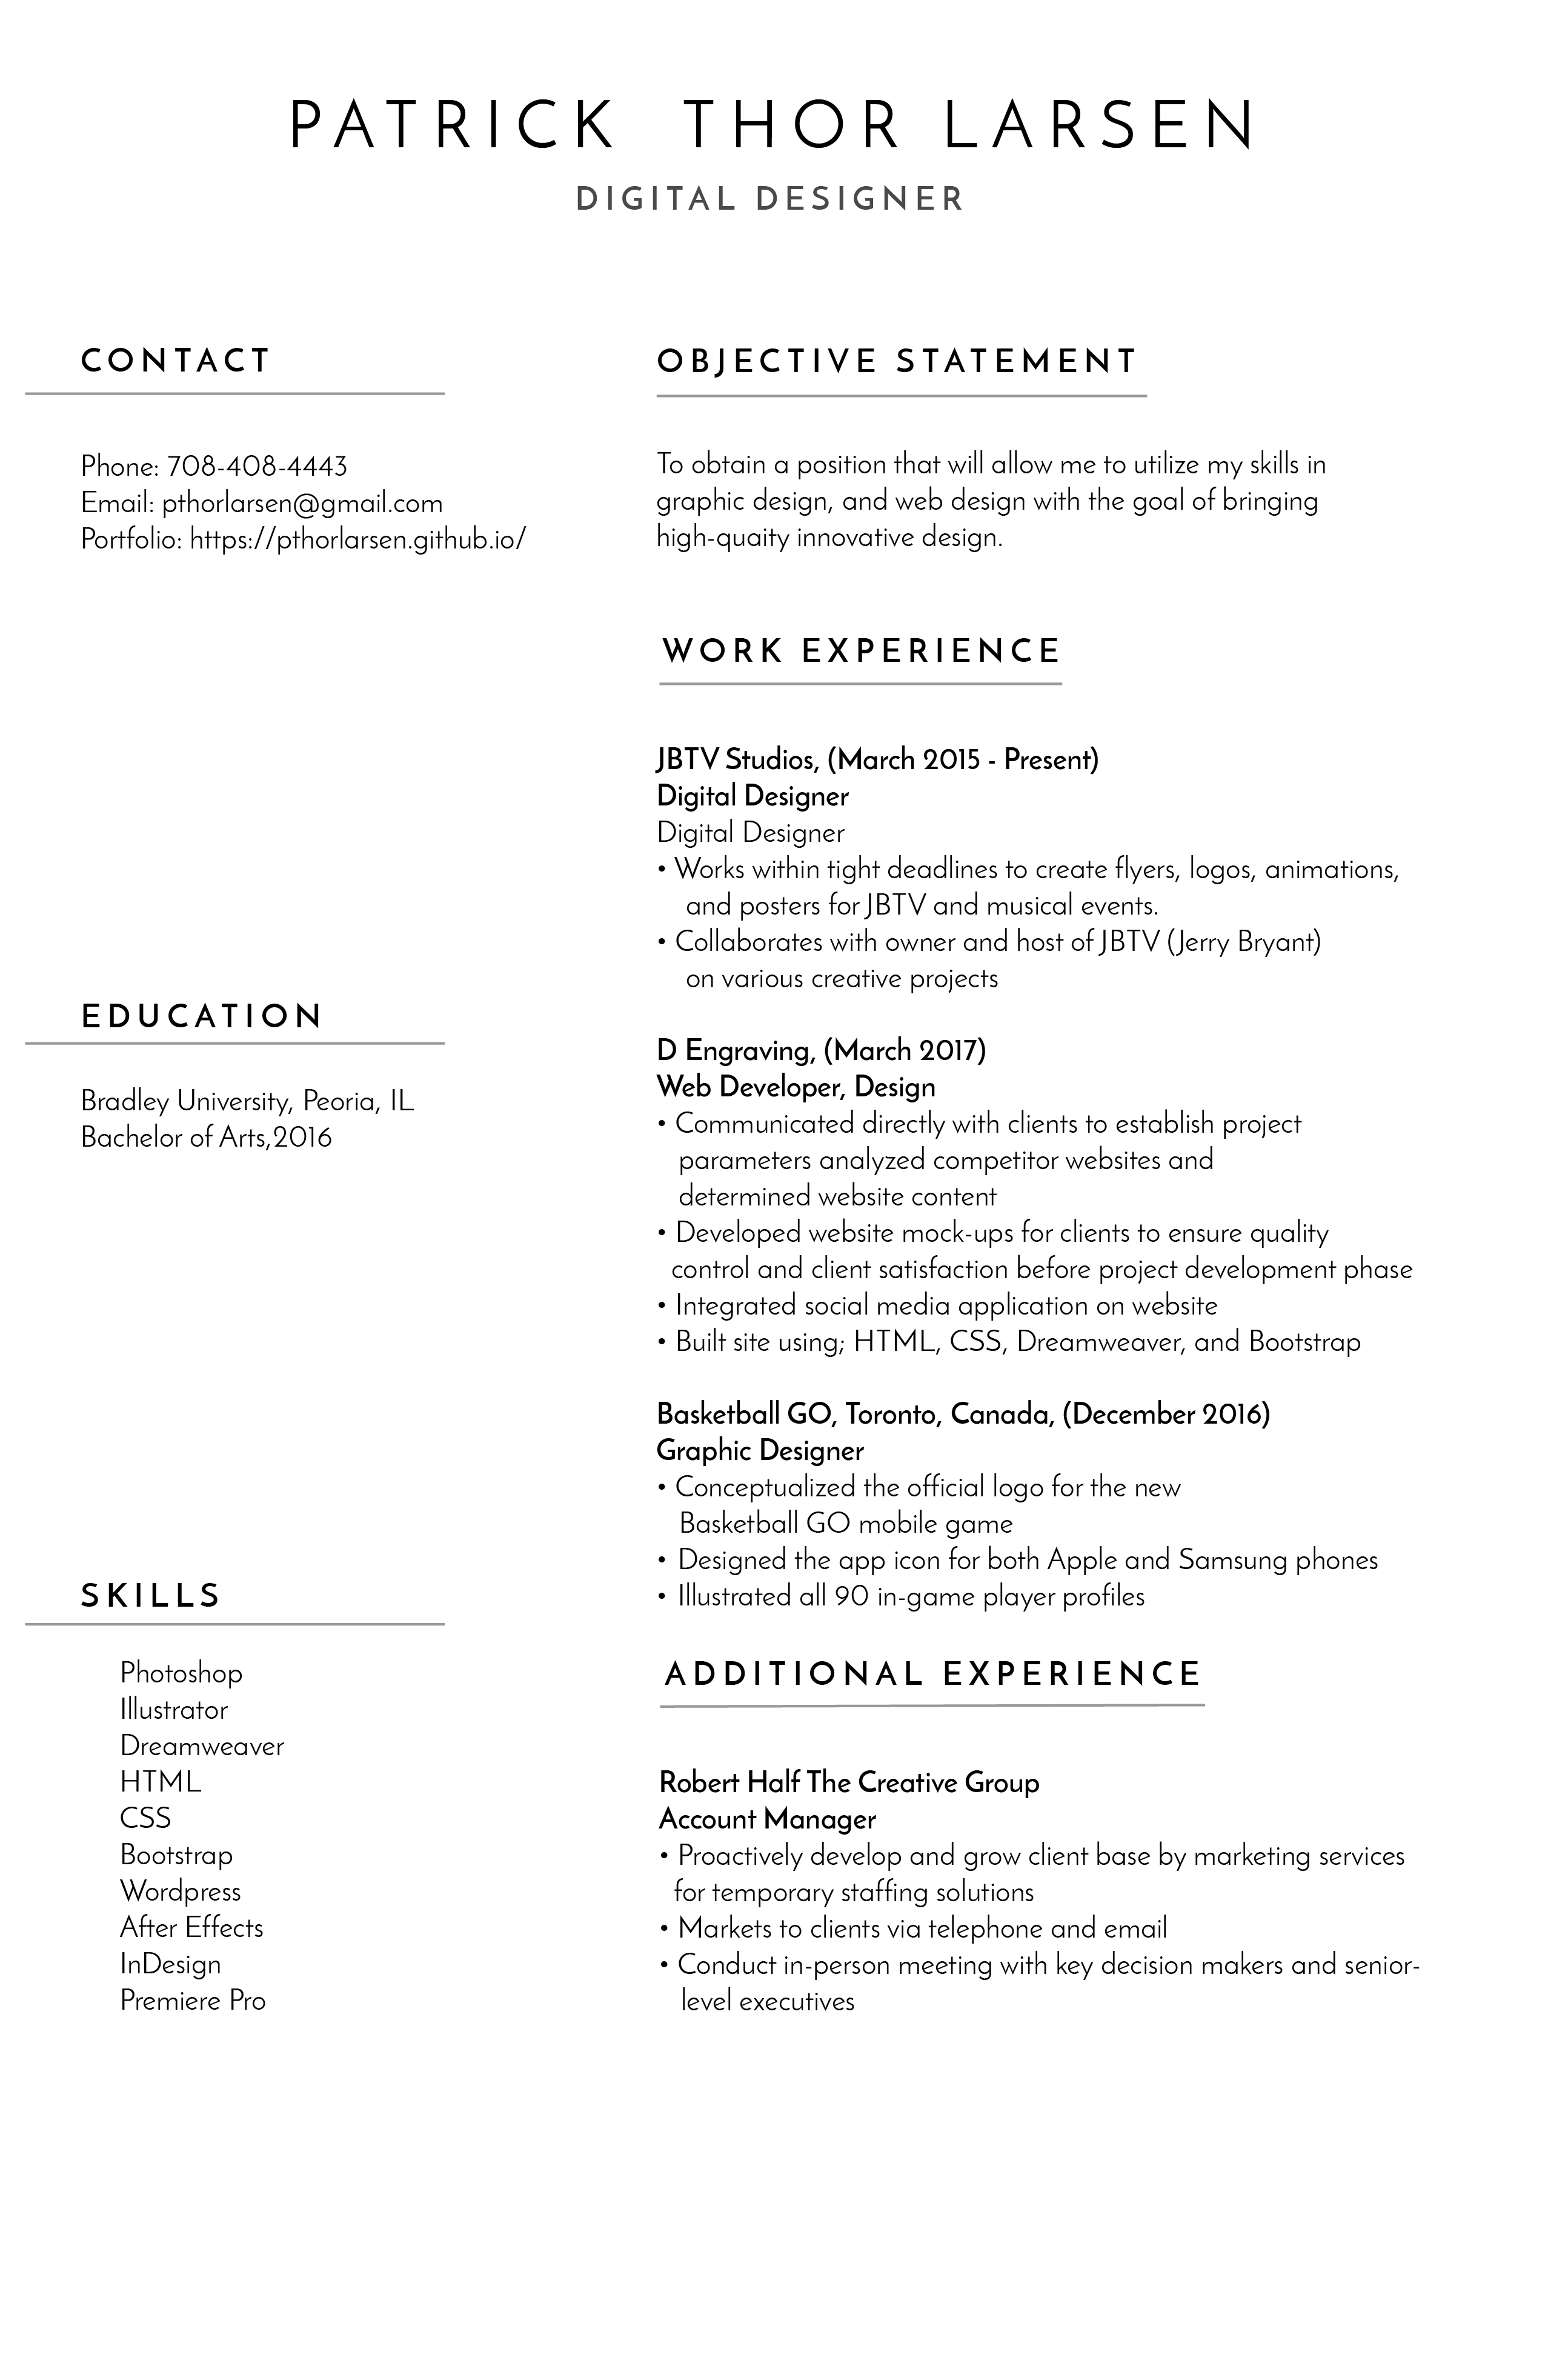 PATRICK THOR LARSEN
DIGITAL DESIGNER
CONTACT
Phone: 708-408-4443
Email: pthorlarsen@gmail.com
Portfolio: https://pthorlarsen.github.io/
EDUCATION
Bradley University, Peoria, IL
Bachelor of Arts,2016
SKILLS
Photoshop
Illustrator
Dreamweaver
HTML
CSS
Bootstrap
Wordpress
After Effects
InDesign
Premiere Pro
OBJECTIVE STATEMENT
To obtain a position that will allow me to utilize my skills in
graphic design, and web design with the goal of bringing
high-quaity innovative design.
WORK EXPERIENCE
JBTV Studios, (March 2015 - Present)
Digital Designer
Digital Designer
• Works within tight deadlines to create flyers, logos, animations,
and posters for JBTV and musical events.
• Collaborates with owner and host of JBTV (Jerry Bryant)
on various creative projects
D Engraving, (March 2017)
Web Developer, Design
• Communicated directly with clients to establish project
parameters analyzed competitor websites and
determined website content
• Developed website mock-ups for clients to ensure quality
control and client satisfaction before project development phase
• Integrated social media application on website
• Built site using; HTML, CSS, Dreamweaver, and Bootstrap
Basketball GO, Toronto, Canada, (December 2016)
Graphic Designer
• Conceptualized the official logo for the new
Basketball GO mobile game
• Designed the app icon for both Apple and Samsung phones
• Illustrated all 90 in-game player profiles
ADDITIONAL EXPERIENCE
Robert Half The Creative Group
Account Manager
• Proactively develop and grow client base by marketing services
for temporary staffing solutions
• Markets to clients via telephone and email
• Conduct in-person meeting with key decision makers and senior-
level executives